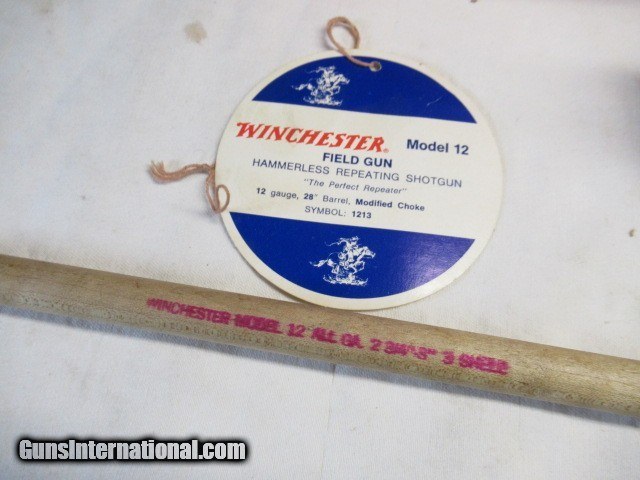 WINCHESTER® Model 12
FIELD GUN
HAMMERLESS REPEATING SHOTGUN
"The Perfect Repeater"
12 gauge, 28" Barrel, Modified Choke
SYMBOL: 1213
WINCHESTER MODEL 12 ALL GA. 2 3/4"-3" 3 SHELL
GunsInternational.com